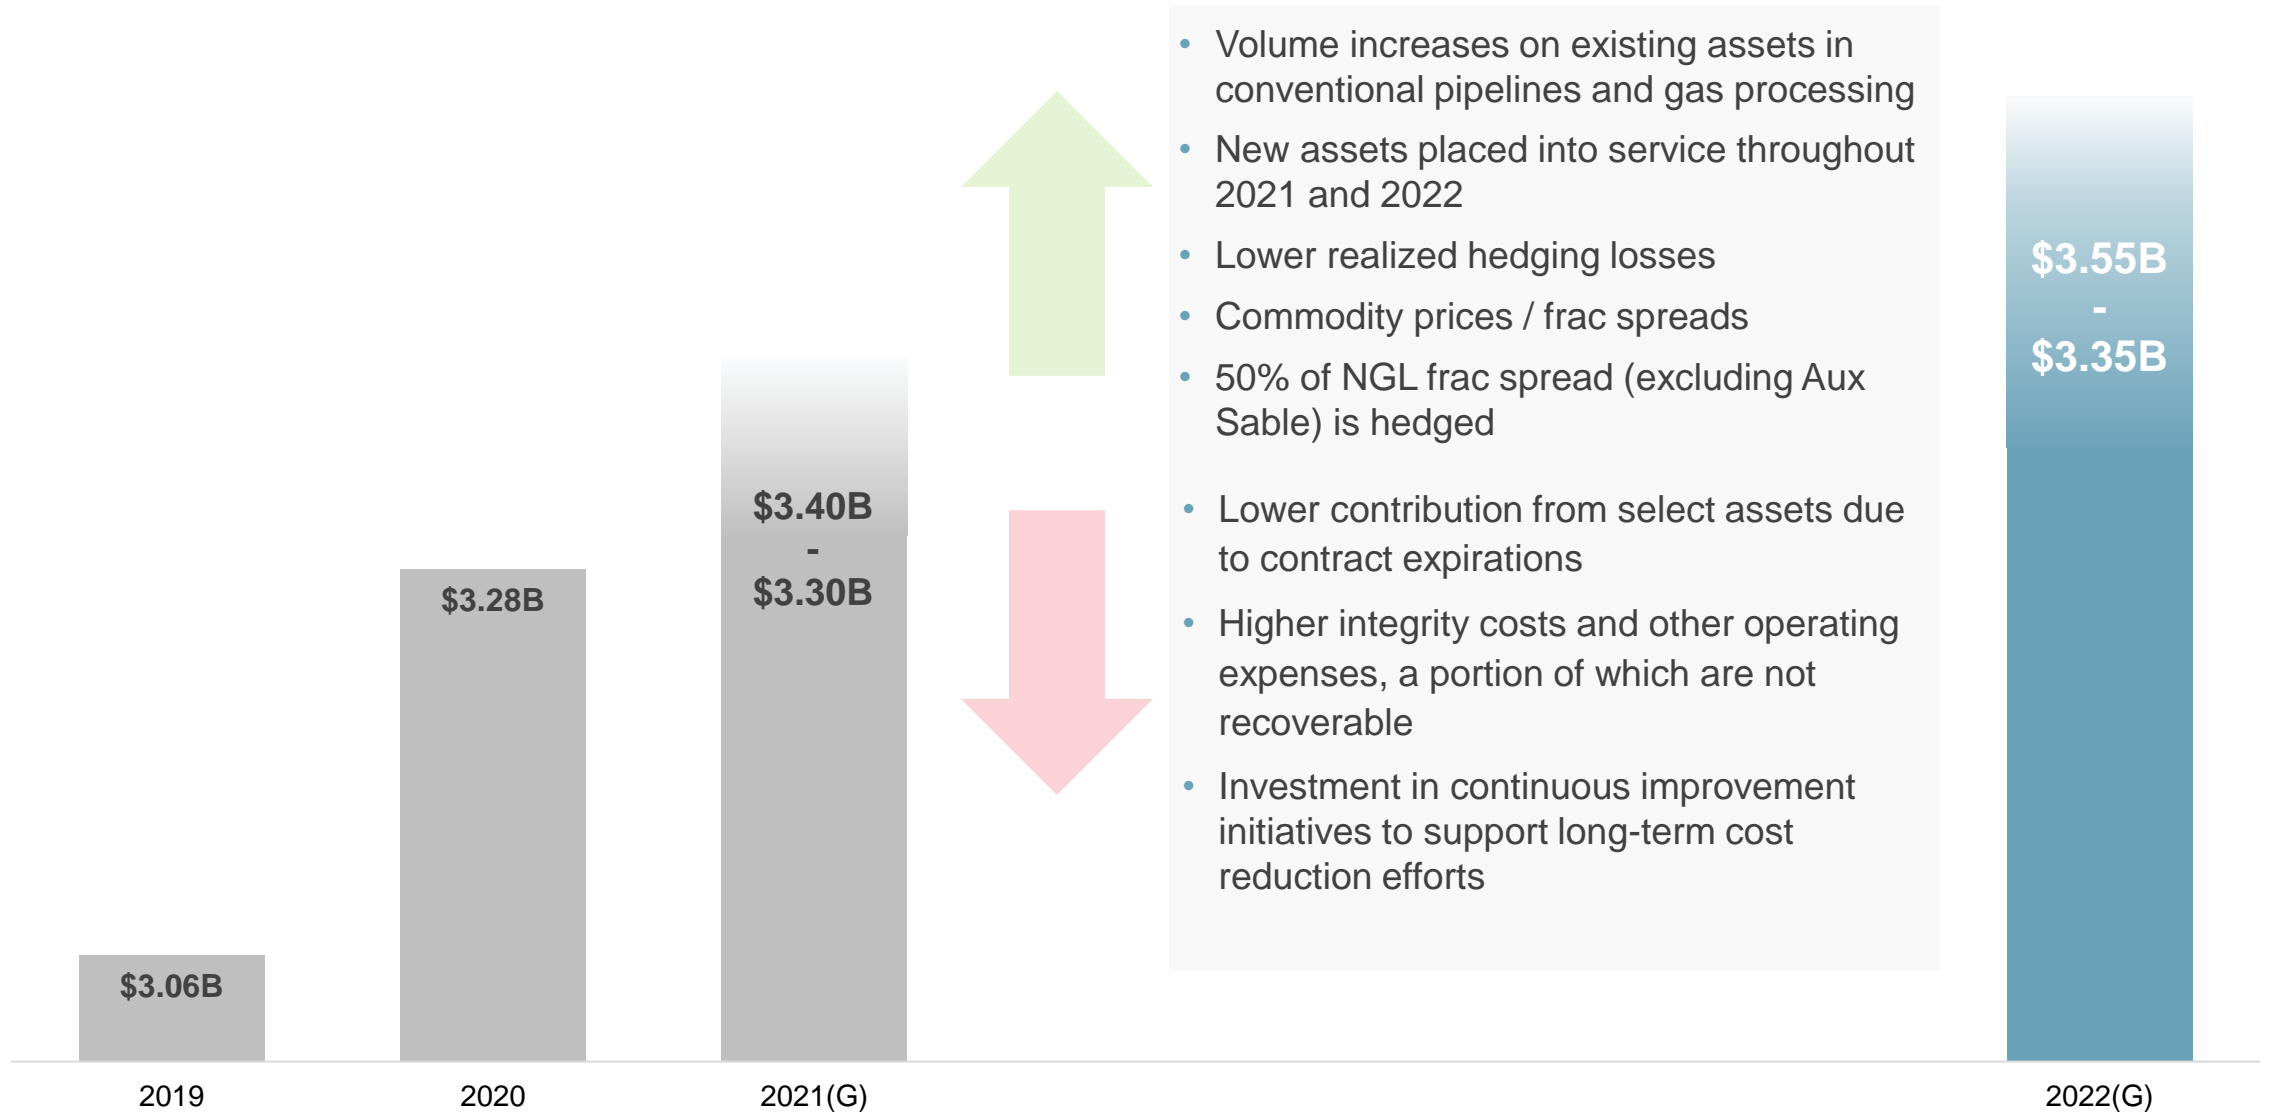 • Volume increases on existing assets in
conventional pipelines and gas processing
• New assets placed into service throughout
2021 and 2022
• Lower realized hedging losses
• Commodity prices / frac spreads
• 50% of NGL frac spread (excluding Aux
Sable) is hedged
• Lower contribution from select assets due
to contract expirations
• Higher integrity costs and other operating
expenses, a portion of which are not
recoverable
• Investment in continuous improvement
initiatives to support long-term cost
reduction efforts
$3.06B
$3.28B
$3.40B
-
$3.30B
$3.55B
-
$3.35B
2019
2020
2021(G)
2022(G)